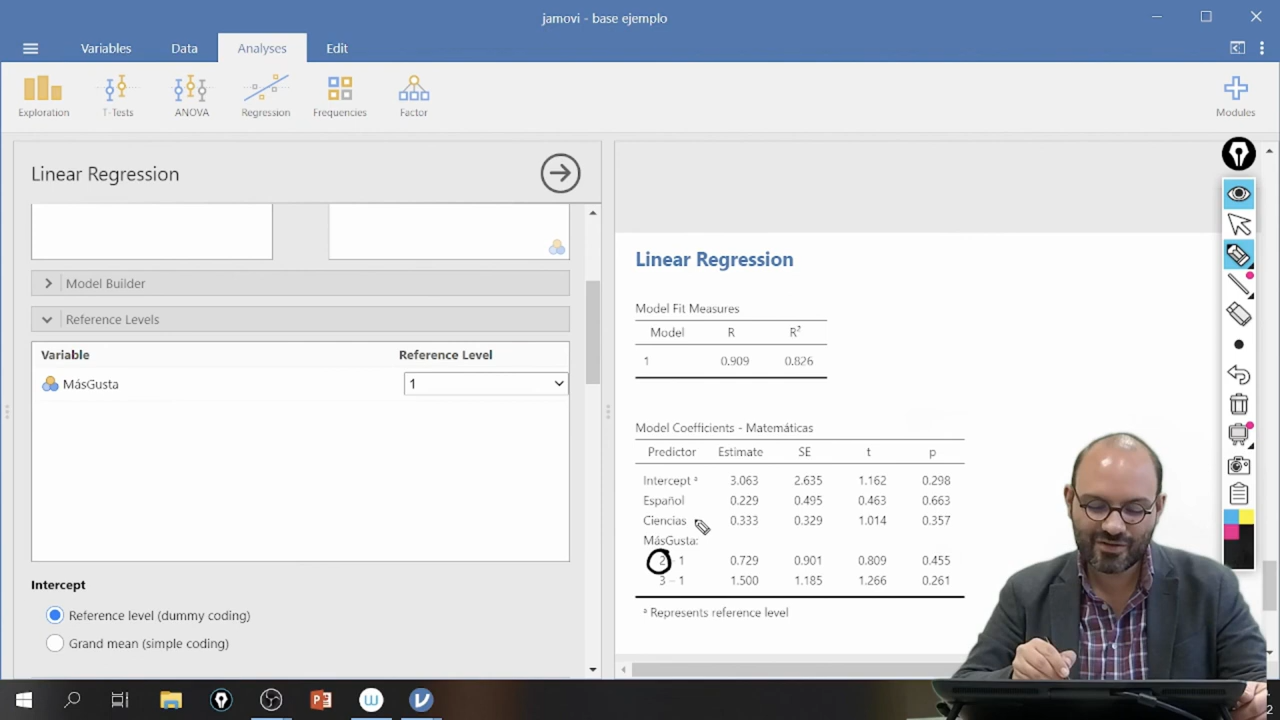 jamovi - base ejemplo
Variables Data Analyses Edit
Exploration T-Tests ANOVA Regression Frequencies Factor Modules
Linear Regression
Model Builder
Reference Levels
Variable Reference Level
MásGusta 1
Intercept
Reference level (dummy coding)
Grand mean (simple coding)
Linear Regression
Model Fit Measures
Model R R²
1 0.909 0.826
Model Coefficients - Matemáticas
Predictor Estimate SE t p
Intercept ᵃ 3.063 2.635 1.162 0.298
Español 0.229 0.495 0.463 0.663
Ciencias 0.333 0.329 1.014 0.357
MásGusta:
2 – 1 0.729 0.901 0.809 0.455
3 – 1 1.500 1.185 1.266 0.261
ᵃ Represents reference level